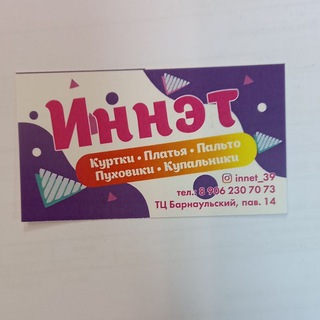 Иннэт
Куртки • Платья • Пальто
Пуховики • Купальники
innet_39
тел.: 8 906 230 70 73
ТЦ Барнаульский, пав. 14